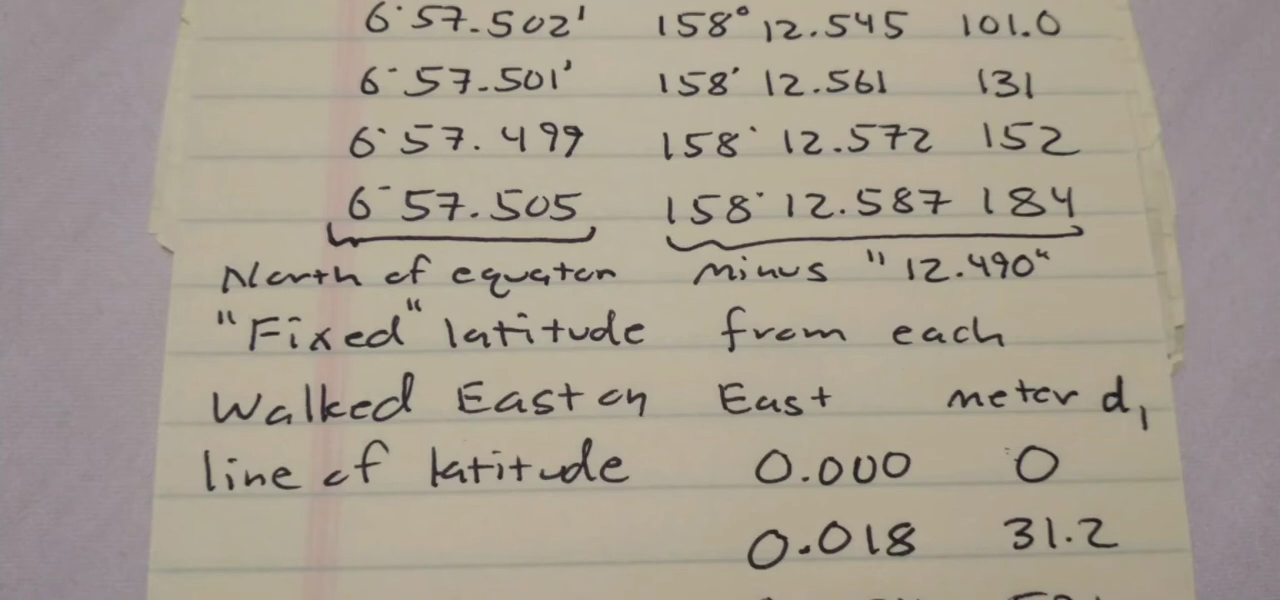 6° 57.502' 158° 12.545 101.0
6° 57.501' 158° 12.561 131
6° 57.499 158° 12.572 152
6° 57.505 158° 12.587 184
North of equator minus "12.490"
"Fixed" latitude from each
Walked East on East meter d₁
line of latitude 0.000 0
0.018 31.2